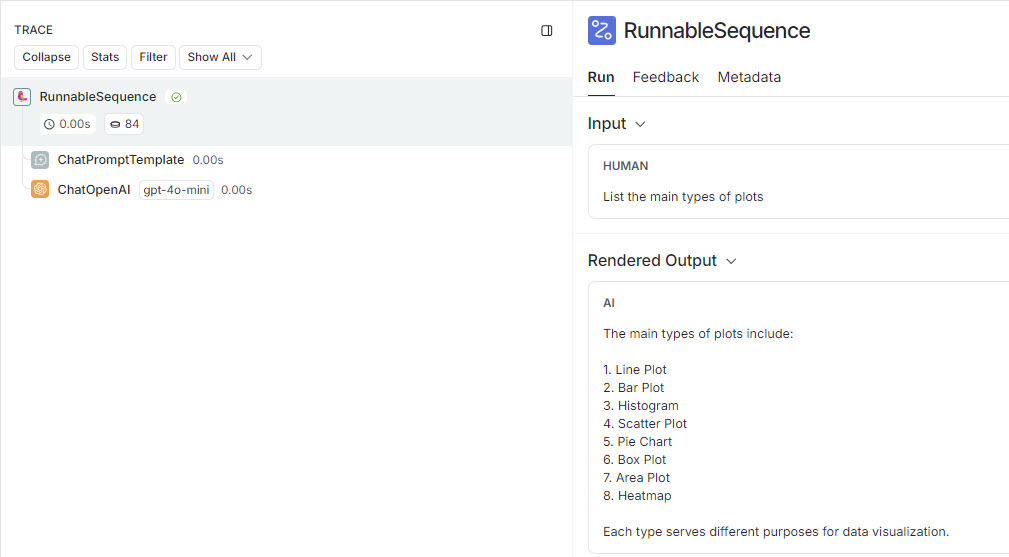 TRACE
Collapse Stats Filter Show All
RunnableSequence
0.00s 84
ChatPromptTemplate 0.00s
ChatOpenAI gpt-4o-mini 0.00s
RunnableSequence
Run Feedback Metadata
Input
HUMAN
List the main types of plots
Rendered Output
AI
The main types of plots include:
1. Line Plot
2. Bar Plot
3. Histogram
4. Scatter Plot
5. Pie Chart
6. Box Plot
7. Area Plot
8. Heatmap
Each type serves different purposes for data visualization.